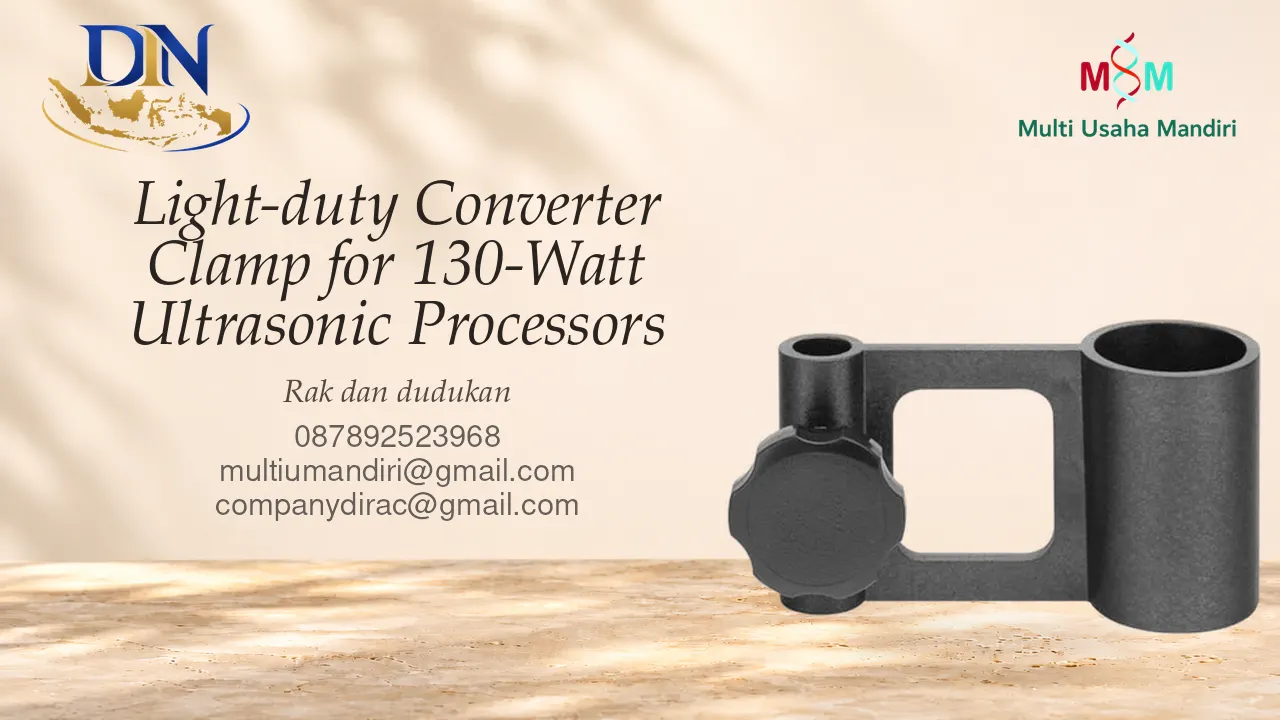 DN
M M
Multi Usaha Mandiri
Light-duty Converter
Clamp for 130-Watt
Ultrasonic Processors
Rak dan dudukan
087892523968
multiumandiri@gmail.com
companydirac@gmail.com